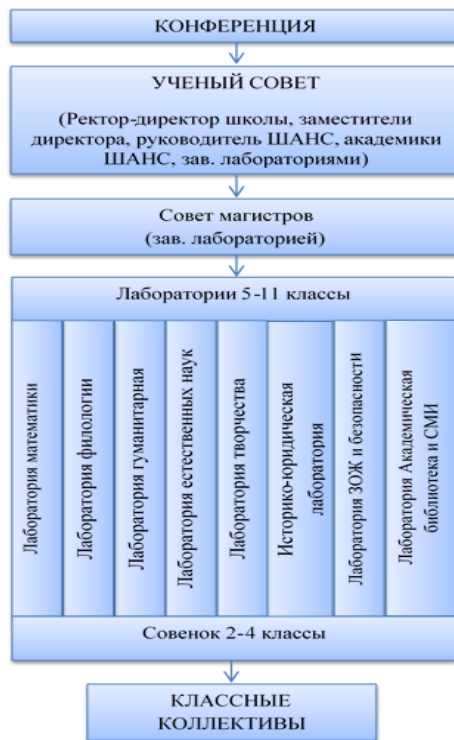 КОНФЕРЕНЦИЯ
УЧЕНЫЙ СОВЕТ
(Ректор-директор школы, заместители
директора, руководитель ШАНС, академики
ШАНС, зав. лабораториями)
Совет магистров
(зав. лабораторией)
Лаборатории 5-11 классы
Лаборатория математики
Лаборатория филологии
Лаборатория гуманитарная
Лаборатория естественных наук
Лаборатория творчества
Историко-юридическая
лаборатория
Лаборатория ЗОЖ и безопасности
Лаборатория Академическая
библиотека и СМИ
Совенок 2-4 классы
КЛАССНЫЕ
КОЛЛЕКТИВЫ